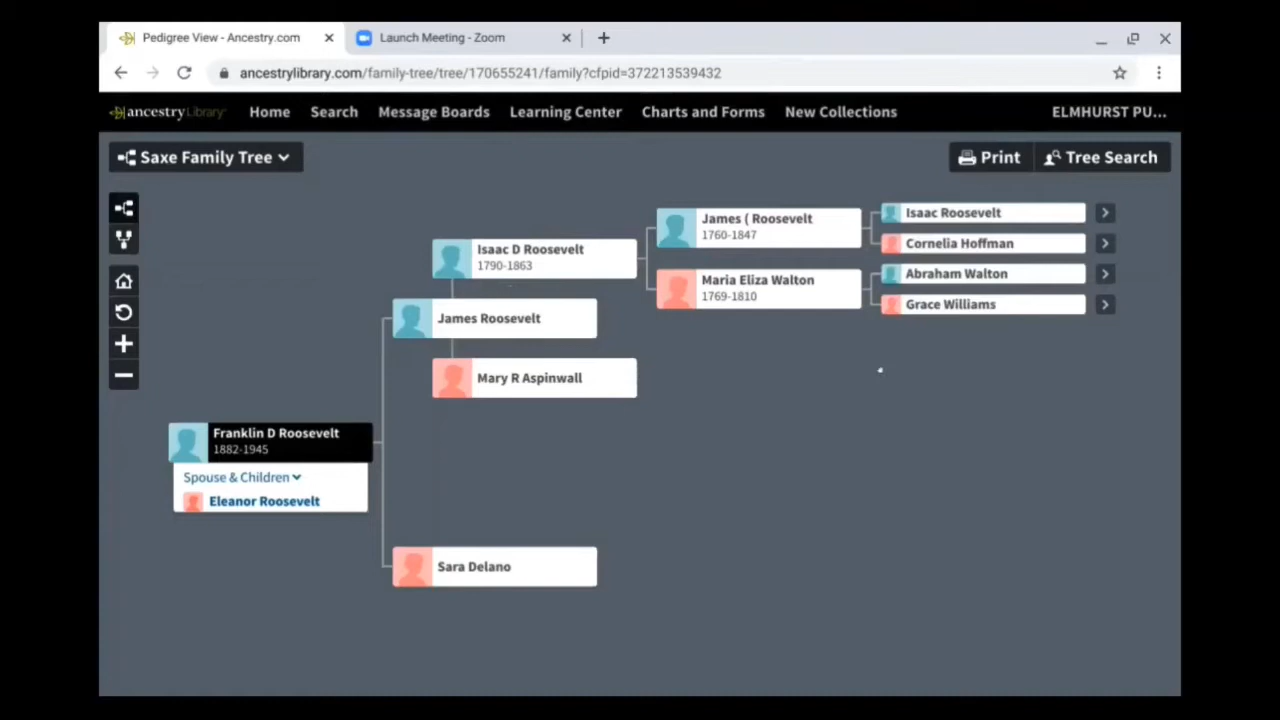 Pedigree View - Ancestry.com
Launch Meeting - Zoom
ancestrylibrary.com/family-tree/tree/170655241/family?cfpid=372213539432
ancestryLibrary
Home
Search
Message Boards
Learning Center
Charts and Forms
New Collections
ELMHURST PU...
Saxe Family Tree
Print
Tree Search
James ( Roosevelt
1760-1847
Isaac Roosevelt
Cornelia Hoffman
Isaac D Roosevelt
1790-1863
Maria Eliza Walton
1769-1810
Abraham Walton
Grace Williams
James Roosevelt
Mary R Aspinwall
Franklin D Roosevelt
1882-1945
Spouse & Children
Eleanor Roosevelt
Sara Delano